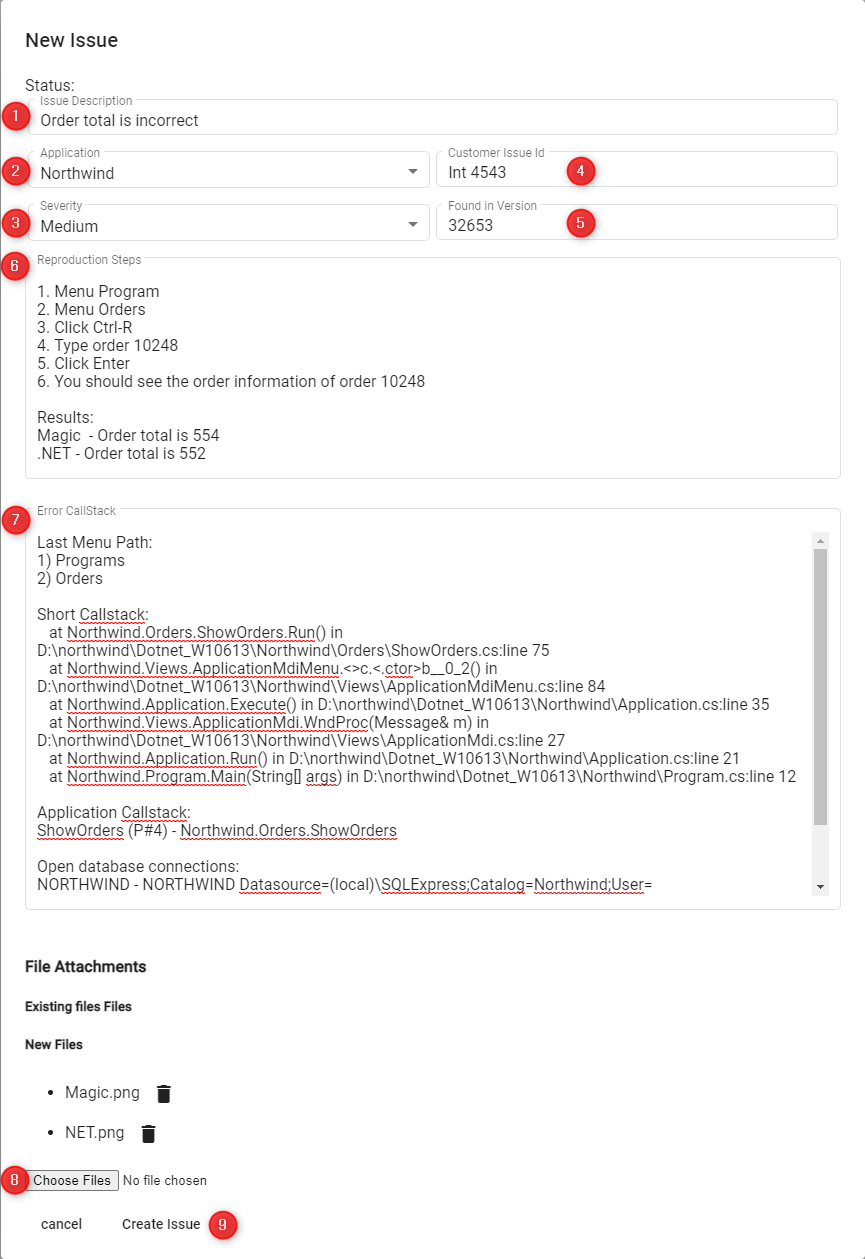 New Issue
Status:
Issue Description
1 Order total is incorrect
Application
2 Northwind
Customer Issue Id
Int 4543 4
Severity
3 Medium
Found in Version
32653 5
6 Reproduction Steps
1. Menu Program
2. Menu Orders
3. Click Ctrl-R
4. Type order 10248
5. Click Enter
6. You should see the order information of order 10248
Results:
Magic  - Order total is 554
.NET - Order total is 552
7 Error CallStack
Last Menu Path:
1) Programs
2) Orders
Short Callstack:
at Northwind.Orders.ShowOrders.Run() in
D:\northwind\Dotnet_W10613\Northwind\Orders\ShowOrders.cs:line 75
at Northwind.Views.ApplicationMdiMenu.<>c.<.ctor>b__0_2() in
D:\northwind\Dotnet_W10613\Northwind\Views\ApplicationMdiMenu.cs:line 84
at Northwind.Application.Execute() in D:\northwind\Dotnet_W10613\Northwind\Application.cs:line 35
at Northwind.Views.ApplicationMdi.WndProc(Message& m) in
D:\northwind\Dotnet_W10613\Northwind\Views\ApplicationMdi.cs:line 27
at Northwind.Application.Run() in D:\northwind\Dotnet_W10613\Northwind\Application.cs:line 21
at Northwind.Program.Main(String[] args) in D:\northwind\Dotnet_W10613\Northwind\Program.cs:line 12
Application Callstack:
ShowOrders (P#4) - Northwind.Orders.ShowOrders
Open database connections:
NORTHWIND - NORTHWIND Datasource=(local)\SQLExpress;Catalog=Northwind;User=
File Attachments
Existing files Files
New Files
• Magic.png
• NET.png
8 Choose Files No file chosen
cancel Create Issue 9